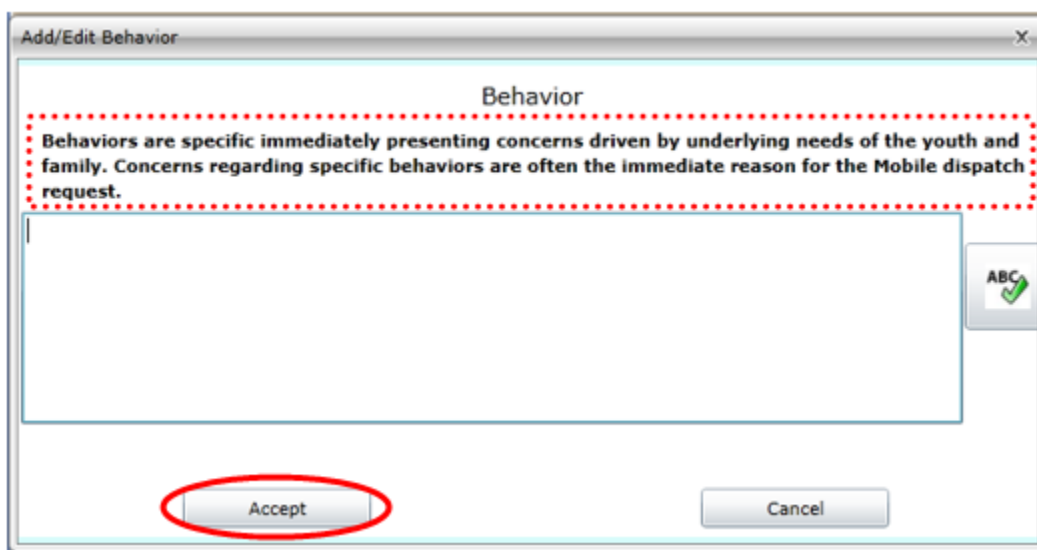 Add/Edit Behavior
X
Behavior
Behaviors are specific immediately presenting concerns driven by underlying needs of the youth and
family. Concerns regarding specific behaviors are often the immediate reason for the Mobile dispatch
request.
ABC
Accept
Cancel